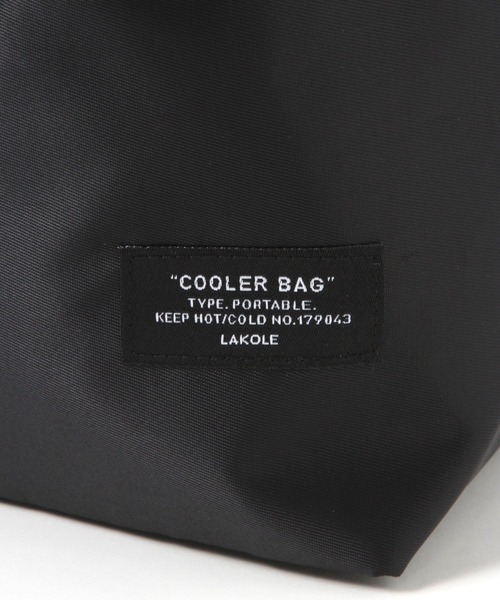 “COOLER BAG”
TYPE. PORTABLE.
KEEP HOT/COLD NO.179043
LAKOLE